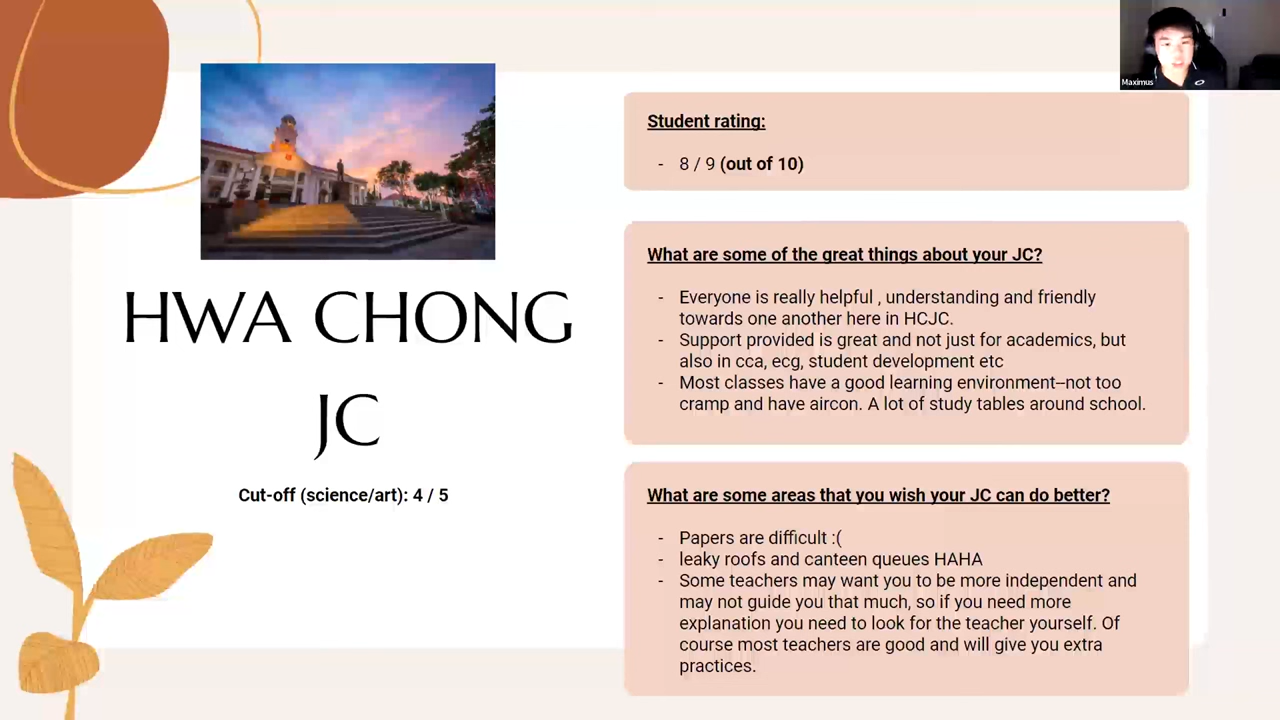 Maximus
HWA CHONG
JC
Cut-off (science/art): 4 / 5
Student rating:
- 8 / 9 (out of 10)
What are some of the great things about your JC?
- Everyone is really helpful , understanding and friendly
towards one another here in HCJC.
- Support provided is great and not just for academics, but
also in cca, ecg, student development etc
- Most classes have a good learning environment–not too
cramp and have aircon. A lot of study tables around school.
What are some areas that you wish your JC can do better?
- Papers are difficult :(
- leaky roofs and canteen queues HAHA
- Some teachers may want you to be more independent and
may not guide you that much, so if you need more
explanation you need to look for the teacher yourself. Of
course most teachers are good and will give you extra
practices.